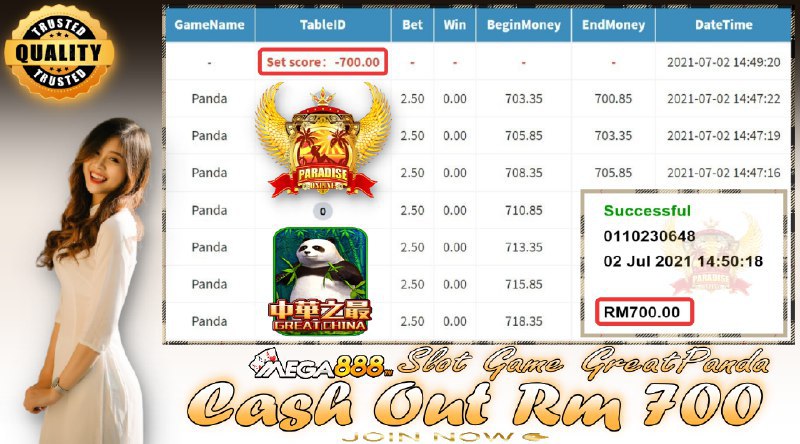 TRUSTED
QUALITY
TRUSTED
GameName TableID Bet Win BeginMoney EndMoney DateTime
- Set score: -700.00 - - - - 2021-07-02 14:49:20
Panda 2.50 0.00 703.35 700.85 2021-07-02 14:47:22
Panda 2.50 0.00 705.85 703.35 2021-07-02 14:47:19
Panda 2.50 0.00 708.35 705.85 2021-07-02 14:47:16
Panda 0 2.50 0.00 710.85
Panda 2.50 0.00 713.35
Panda 2.50 0.00 715.85
Panda 2.50 0.00 718.35
PARADISE
ONLINE
中華之最
GREAT CHINA
Successful
0110230648
02 Jul 2021 14:50:18
PARADISE
RM700.00
MEGA888™ Slot Game GreatPanda
Cash Out Rm 700
JOIN NOW